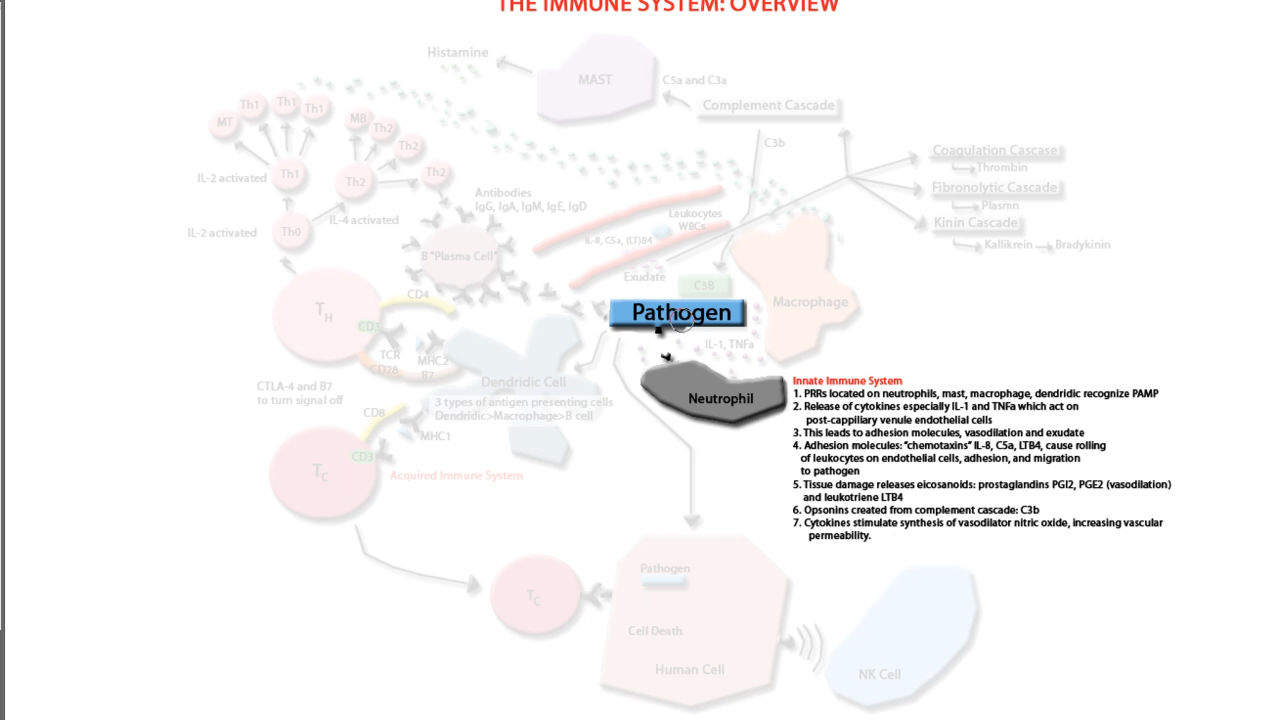 THE IMMUNE SYSTEM: OVERVIEW
Histamine
MAST
C5a and C3a
Complement Cascade
C3b
Th1
Th1
Th1
MT
MB
Th2
Th2
Th2
IL-2 activated
Th1
Th2
IL-4 activated
IL-2 activated
Th0
Antibodies
IgG, IgA, IgM, IgE, IgD
B "Plasma Cell"
Leukocytes
WBCs
IL-8, C5a, (LT)B4
Exudate
C3B
Coagulation Cascase
Thrombin
Fibronolytic Cascade
Plasmn
Kinin Cascade
Kallikrein
Bradykinin
Macrophage
Pathogen
IL-1, TNFa
Neutrophil
TH
CD4
CD3
TCR
CD28
MHC2
B7
Dendridic Cell
CTLA-4 and B7
to turn signal off
3 types of antigen presenting cells
Dendridic>Macrophage>B cell
CD8
MHC1
CD3
TC
Acquired Immune System
Innate Immune System
1. PRRs located on neutrophils, mast, macrophage, dendridic recognize PAMP
2. Release of cytokines especially IL-1 and TNFa which act on
post-cappiliary venule endothelial cells
3. This leads to adhesion molecules, vasodilation and exudate
4. Adhesion molecules: "chemotaxins" IL-8, C5a, LTB4, cause rolling
of leukocytes on endothelial cells, adhesion, and migration
to pathogen
5. Tissue damage releases eicosanoids: prostaglandins PGI2, PGE2 (vasodilation)
and leukotriene LTB4
6. Opsonins created from complement cascade: C3b
7. Cytokines stimulate synthesis of vasodilator nitric oxide, increasing vascular
permeability.
TC
Pathogen
Cell Death
Human Cell
NK Cell